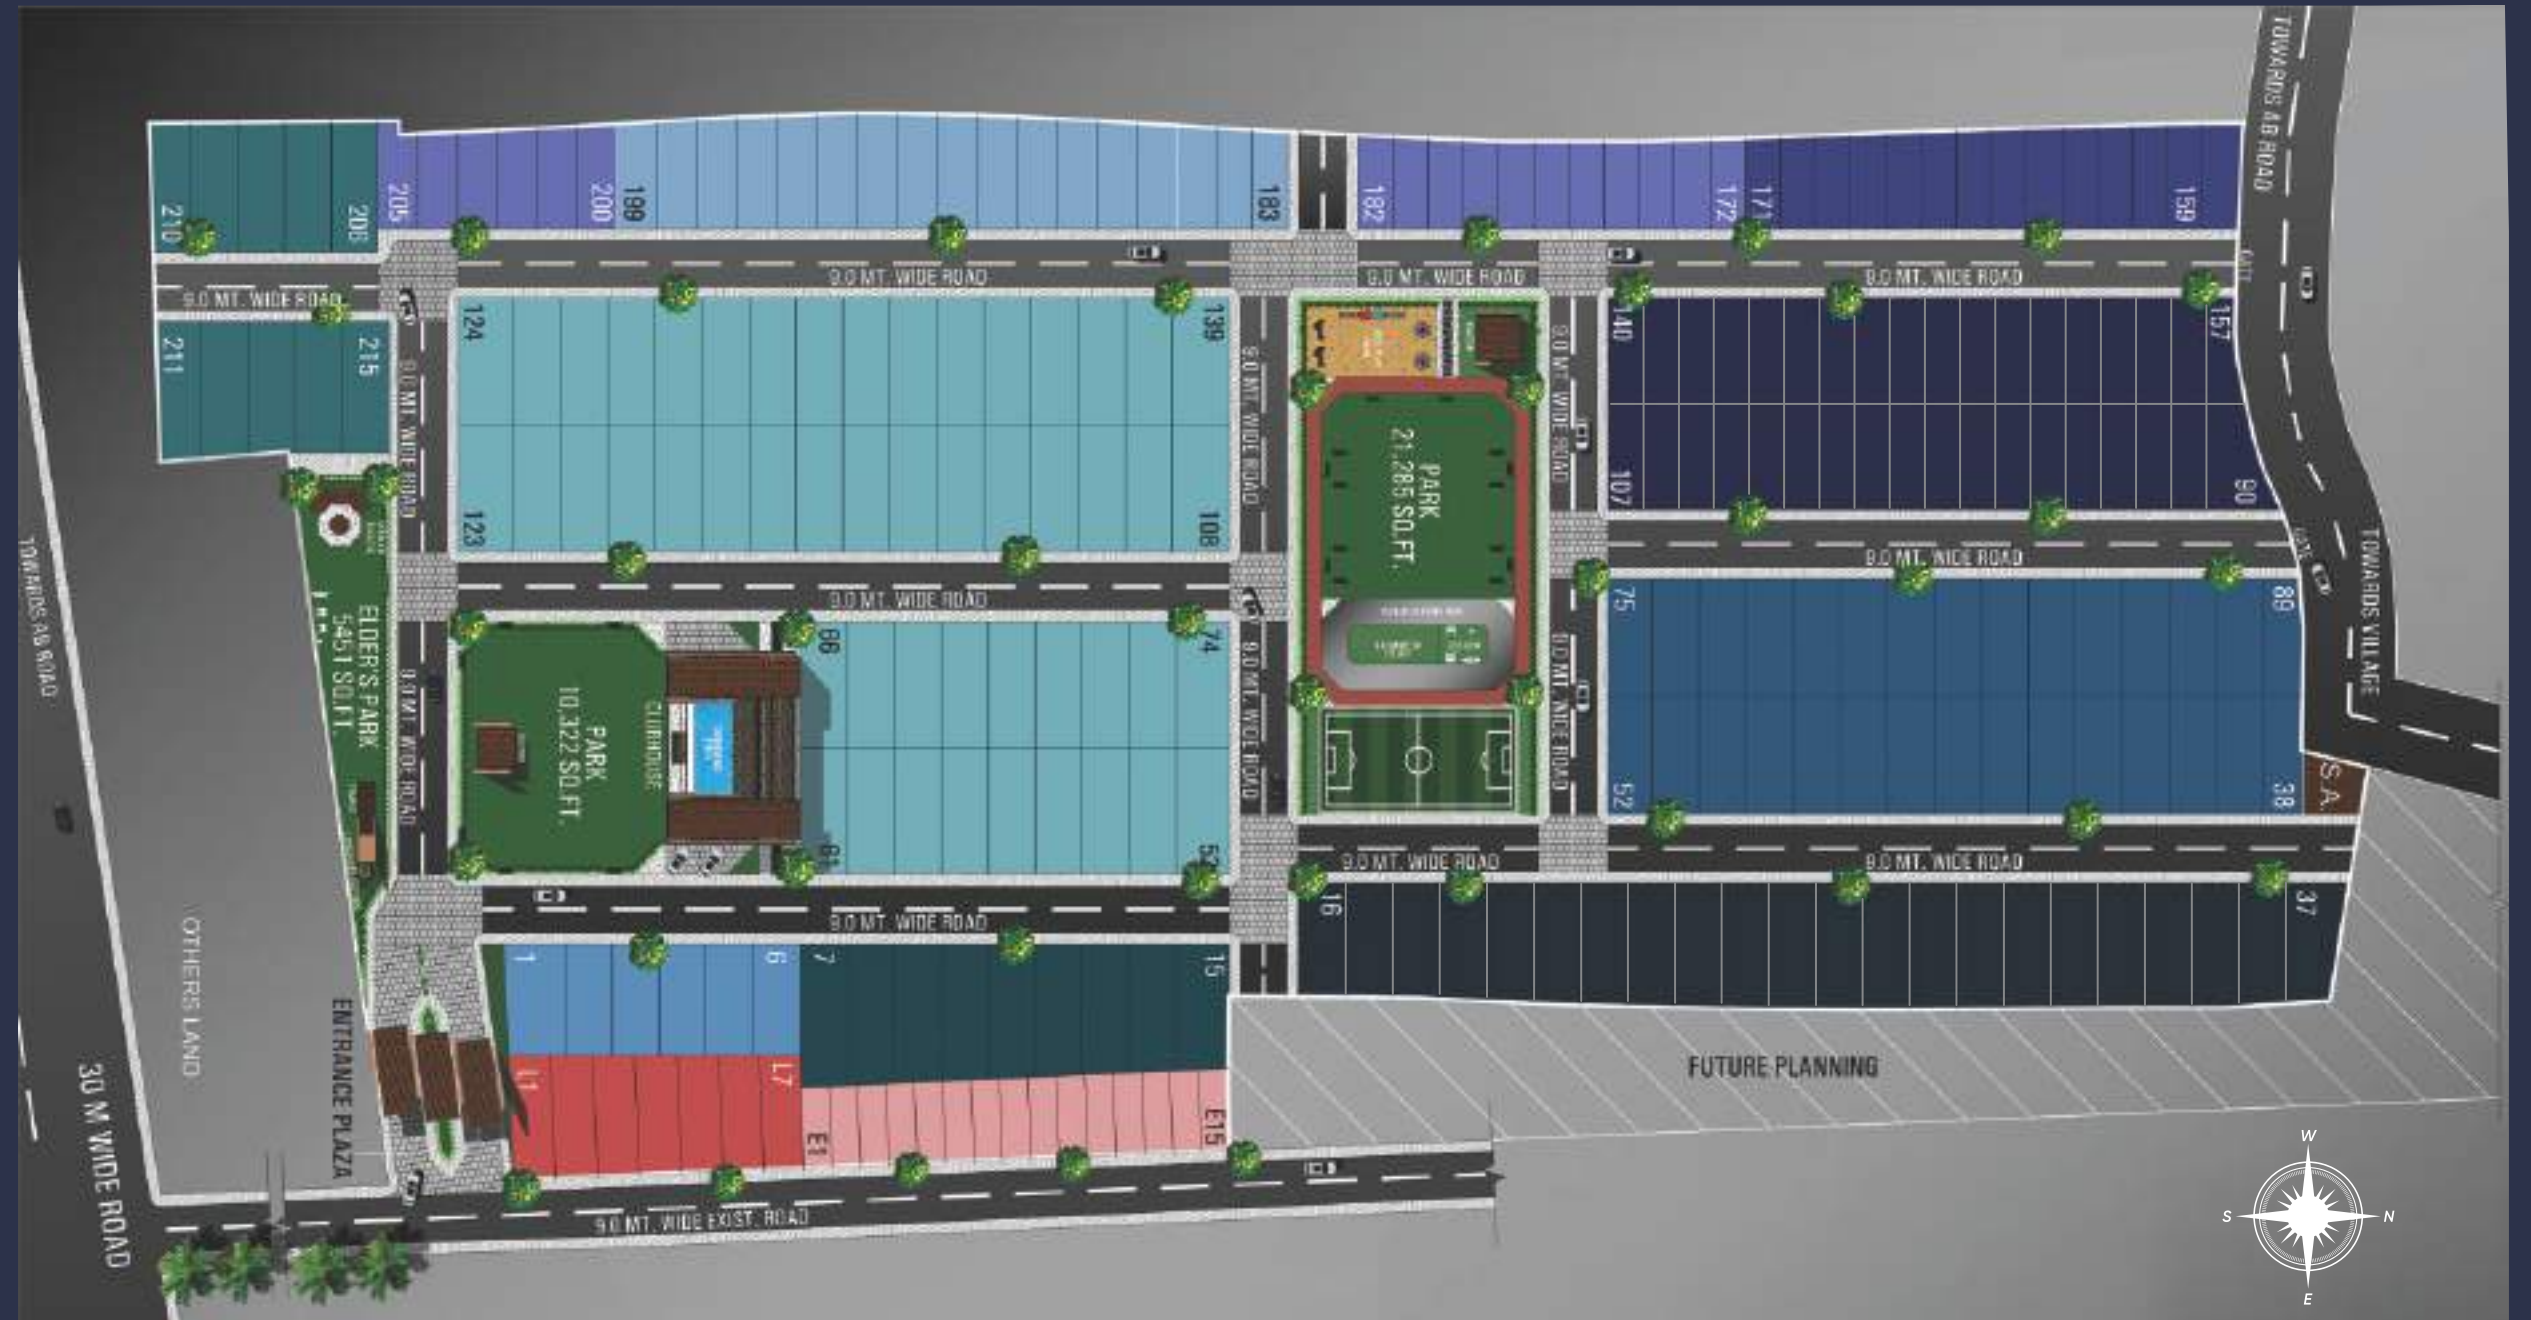 TOWARDS AB ROAD
210
206
205
200
199
183
182
172
171
159
9.0 MT. WIDE ROAD
9.0 MT. WIDE ROAD
9.0 MT. WIDE ROAD
9.0 MT. WIDE ROAD
211
215
124
139
140
157
9.0 MT. WIDE ROAD
9.0 MT. WIDE ROAD
9.0 MT. WIDE ROAD
PARK
21,285 SQ.FT.
123
108
107
90
9.0 MT. WIDE ROAD
9.0 MT. WIDE ROAD
TOWARDS VILLAGE
TOWARDS AB ROAD
ELDER'S PARK
5451 SQ.FT.
66
74
75
89
9.0 MT. WIDE ROAD
9.0 MT. WIDE ROAD
9.0 MT. WIDE ROAD
PARK
10,322 SQ.FT.
CLUBHOUSE
61
53
52
38
S.A.
9.0 MT. WIDE ROAD
9.0 MT. WIDE ROAD
9.0 MT. WIDE ROAD
16
37
OTHERS LAND
ENTRANCE PLAZA
1
6
7
15
L1
L7
E15
FUTURE PLANNING
30 M WIDE ROAD
9.0 MT. WIDE EXIST. ROAD
W
S
N
E